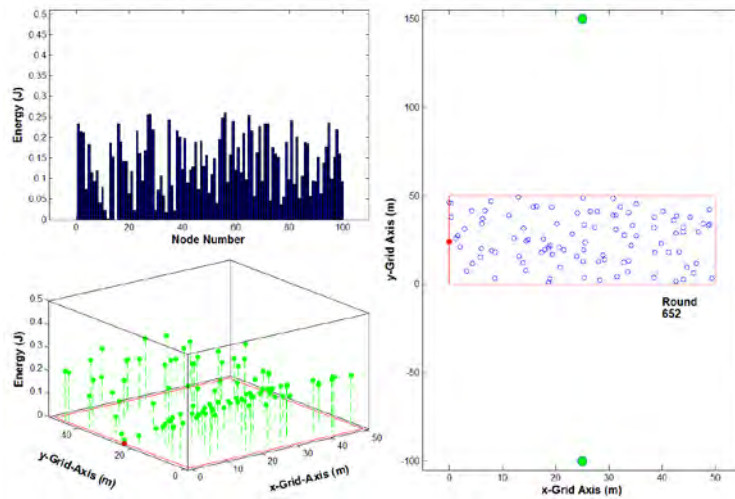 0.5
0.45
0.4
0.35
0.3
0.25
0.2
0.15
0.1
0.05
0
Energy (J)
0 20 40 60 80 100
Node Number
0.5
0.4
0.3
0.2
0.1
0
Energy (J)
40
20
0
y-Grid-Axis (m)
0 10 20 30 40 50
x-Grid-Axis (m)
150
100
50
0
-50
-100
y-Grid Axis (m)
Round
652
0 10 20 30 40 50
x-Grid Axis (m)